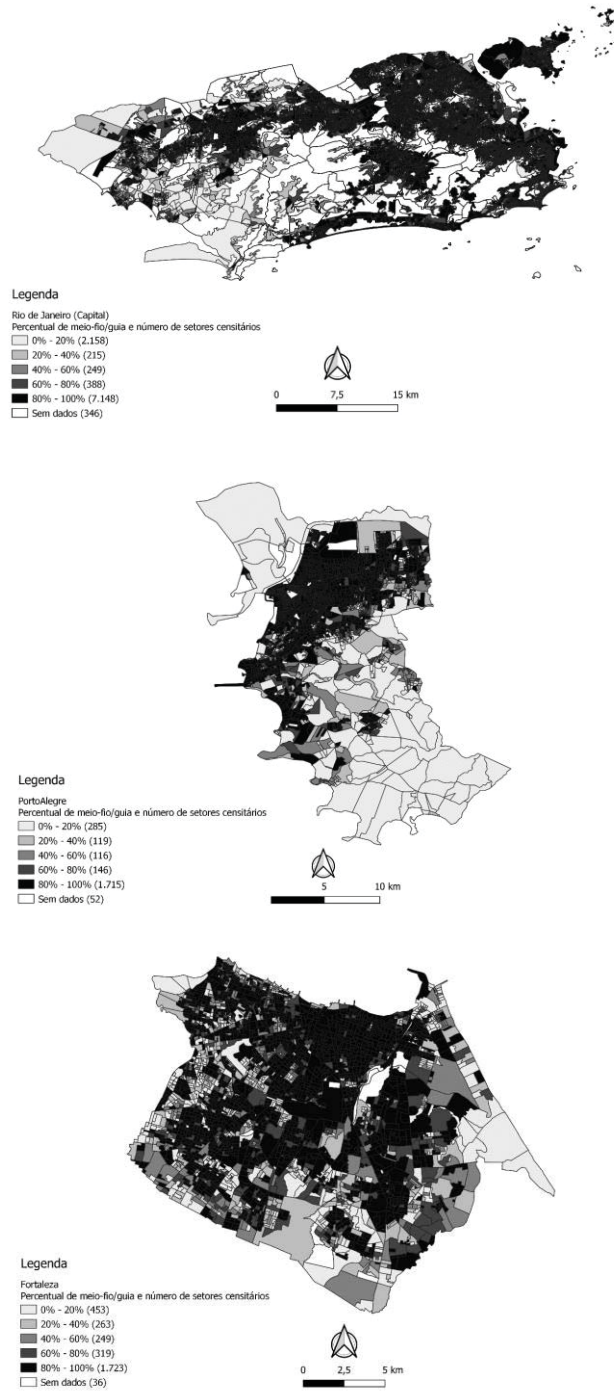 Legenda
Rio de Janeiro (Capital)
Percentual de meio-fio/guia e número de setores censitários
0% - 20% (2.158)
20% - 40% (215)
40% - 60% (249)
60% - 80% (388)
80% - 100% (7.148)
Sem dados (346)
0 7,5 15 km
Legenda
PortoAlegre
Percentual de meio-fio/guia e número de setores censitários
0% - 20% (285)
20% - 40% (119)
40% - 60% (116)
60% - 80% (146)
80% - 100% (1.715)
Sem dados (52)
5 10 km
Legenda
Fortaleza
Percentual de meio-fio/guia e número de setores censitários
0% - 20% (453)
20% - 40% (263)
40% - 60% (249)
60% - 80% (319)
80% - 100% (1.723)
Sem dados (36)
0 2,5 5 km